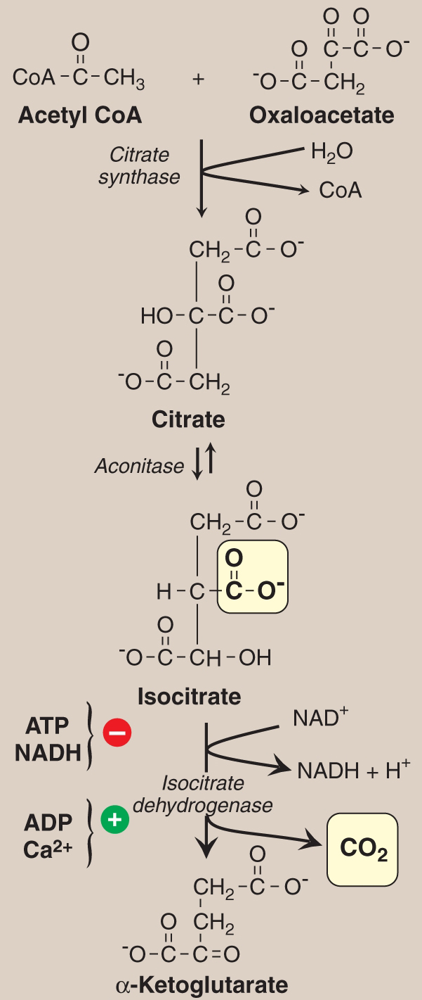 O O
O C–C–O⁻
O
CoA–C–CH₃ + ⁻O–C–CH₂
Acetyl CoA Oxaloacetate
Citrate
synthase
H₂O
CoA
O
CH₂–C–O⁻
O
HO–C–C–O⁻
O
⁻O–C–CH₂
Citrate
Aconitase
O
CH₂–C–O⁻
O
H–C–C–O⁻
O
⁻O–C–CH–OH
Isocitrate
ATP
NADH
–
NAD⁺
NADH + H⁺
Isocitrate
dehydrogenase
ADP
Ca²⁺
+
CO₂
O
CH₂–C–O⁻
O CH₂
⁻O–C–C=O
α-Ketoglutarate